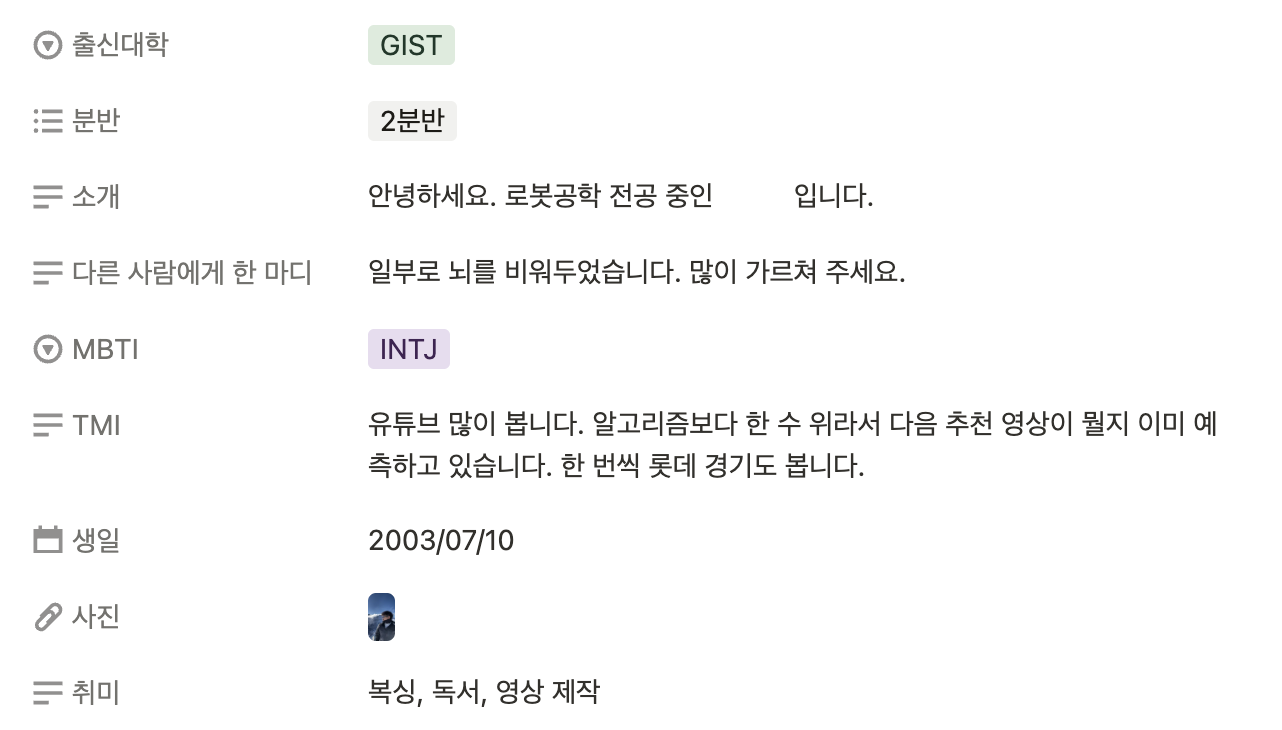 출신대학 GIST
분반 2분반
소개 안녕하세요. 로봇공학 전공 중인 입니다.
다른 사람에게 한 마디 일부로 뇌를 비워두었습니다. 많이 가르쳐 주세요.
MBTI INTJ
TMI 유튜브 많이 봅니다. 알고리즘보다 한 수 위라서 다음 추천 영상이 뭘지 이미 예
측하고 있습니다. 한 번씩 롯데 경기도 봅니다.
생일 2003/07/10
사진
취미 복싱, 독서, 영상 제작